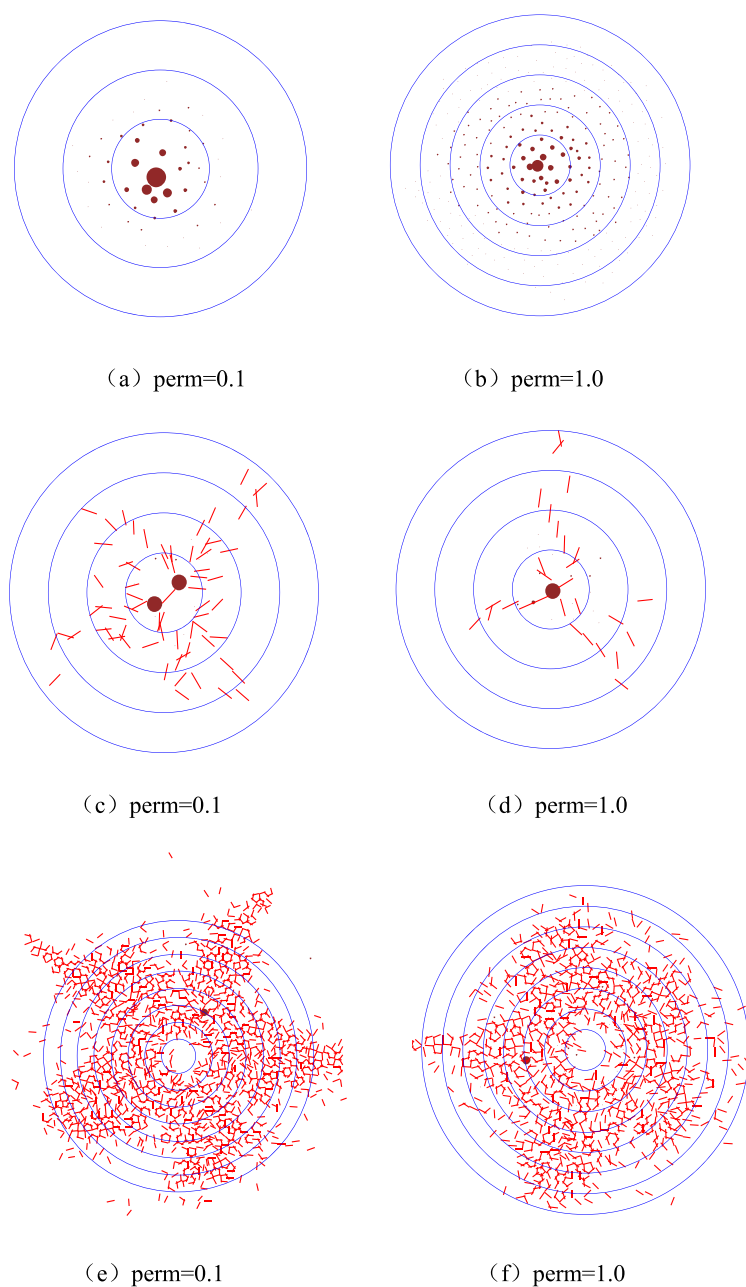 （a）perm=0.1
（b）perm=1.0
（c）perm=0.1
（d）perm=1.0
（e）perm=0.1
（f）perm=1.0